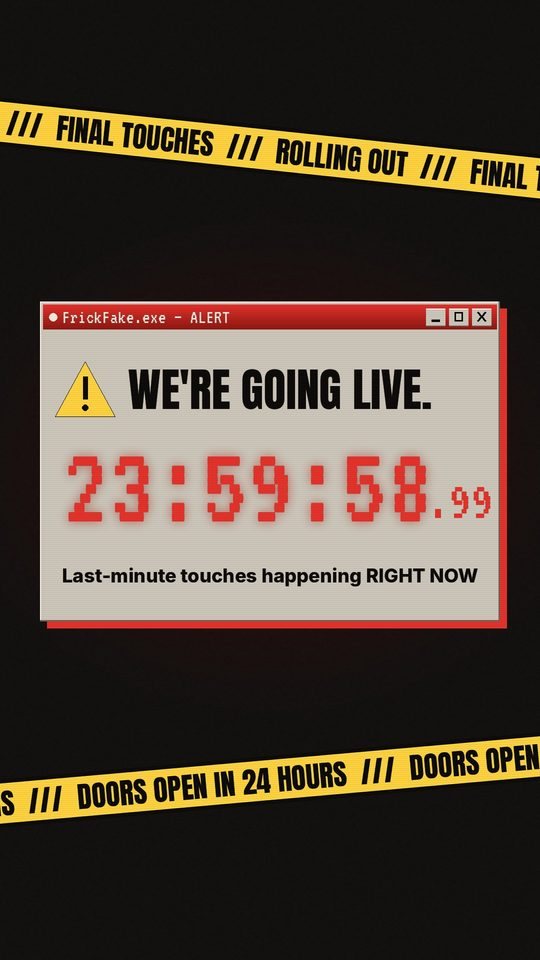 /// FINAL TOUCHES /// ROLLING OUT /// FINAL T
FrickFake.exe - ALERT
WE'RE GOING LIVE.
23:59:58.99
Last-minute touches happening RIGHT NOW
RS /// DOORS OPEN IN 24 HOURS /// DOORS OPEN